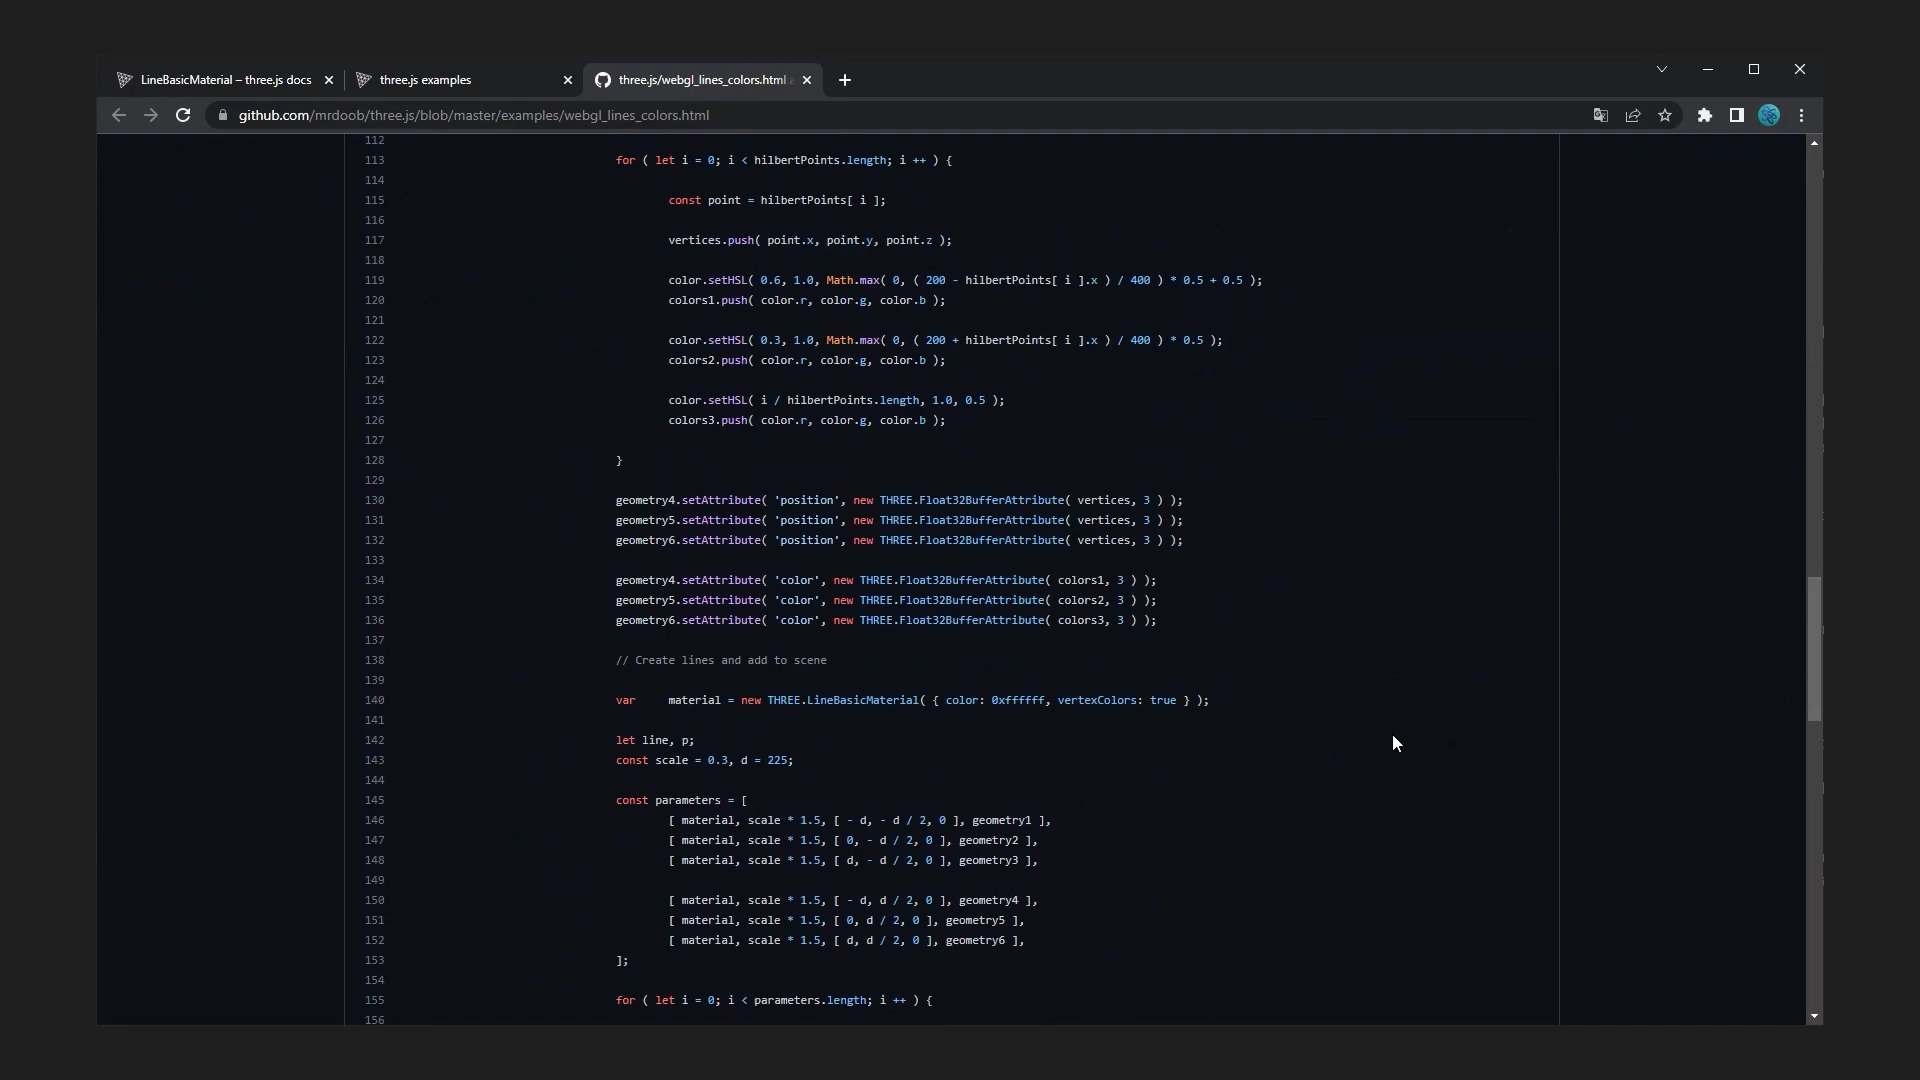 LineBasicMaterial – three.js docs
three.js examples
three.js/webgl_lines_colors.html
github.com/mrdoob/three.js/blob/master/examples/webgl_lines_colors.html
112
113 for ( let i = 0; i < hilbertPoints.length; i ++ ) {
114
115 const point = hilbertPoints[ i ];
116
117 vertices.push( point.x, point.y, point.z );
118
119 color.setHSL( 0.6, 1.0, Math.max( 0, ( 200 - hilbertPoints[ i ].x ) / 400 ) * 0.5 + 0.5 );
120 colors1.push( color.r, color.g, color.b );
121
122 color.setHSL( 0.3, 1.0, Math.max( 0, ( 200 + hilbertPoints[ i ].x ) / 400 ) * 0.5 );
123 colors2.push( color.r, color.g, color.b );
124
125 color.setHSL( i / hilbertPoints.length, 1.0, 0.5 );
126 colors3.push( color.r, color.g, color.b );
127
128 }
129
130 geometry4.setAttribute( 'position', new THREE.Float32BufferAttribute( vertices, 3 ) );
131 geometry5.setAttribute( 'position', new THREE.Float32BufferAttribute( vertices, 3 ) );
132 geometry6.setAttribute( 'position', new THREE.Float32BufferAttribute( vertices, 3 ) );
133
134 geometry4.setAttribute( 'color', new THREE.Float32BufferAttribute( colors1, 3 ) );
135 geometry5.setAttribute( 'color', new THREE.Float32BufferAttribute( colors2, 3 ) );
136 geometry6.setAttribute( 'color', new THREE.Float32BufferAttribute( colors3, 3 ) );
137
138 // Create lines and add to scene
139
140 var material = new THREE.LineBasicMaterial( { color: 0xffffff, vertexColors: true } );
141
142 let line, p;
143 const scale = 0.3, d = 225;
144
145 const parameters = [
146 [ material, scale * 1.5, [ - d, - d / 2, 0 ], geometry1 ],
147 [ material, scale * 1.5, [ 0, - d / 2, 0 ], geometry2 ],
148 [ material, scale * 1.5, [ d, - d / 2, 0 ], geometry3 ],
149
150 [ material, scale * 1.5, [ - d, d / 2, 0 ], geometry4 ],
151 [ material, scale * 1.5, [ 0, d / 2, 0 ], geometry5 ],
152 [ material, scale * 1.5, [ d, d / 2, 0 ], geometry6 ],
153 ];
154
155 for ( let i = 0; i < parameters.length; i ++ ) {
156